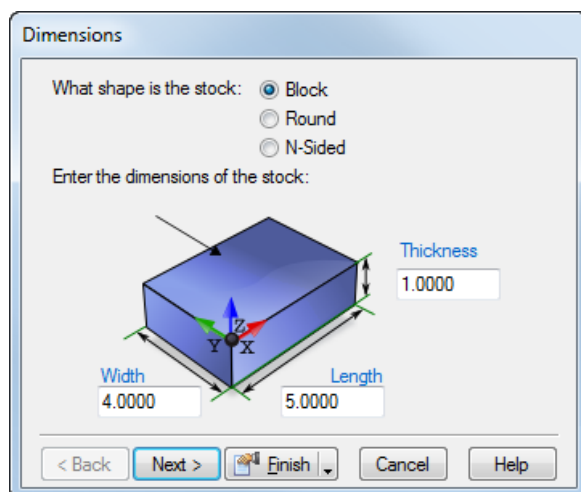 Dimensions
What shape is the stock: Block
Round
N-Sided
Enter the dimensions of the stock:
Thickness
1.0000
Z
Y X
Width Length
4.0000 5.0000
< Back Next > Finish Cancel Help